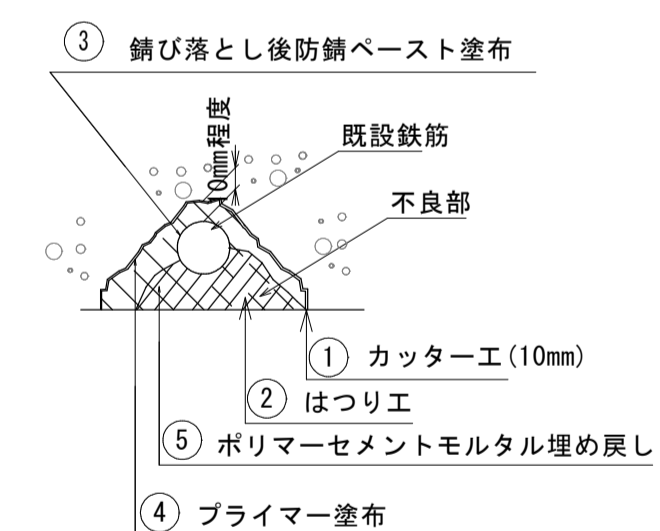 ③ 錆び落とし後防錆ペースト塗布
10mm程度
既設鉄筋
不良部
① カッター工(10mm)
② はつり工
⑤ ポリマーセメントモルタル埋め戻し
④ プライマー塗布